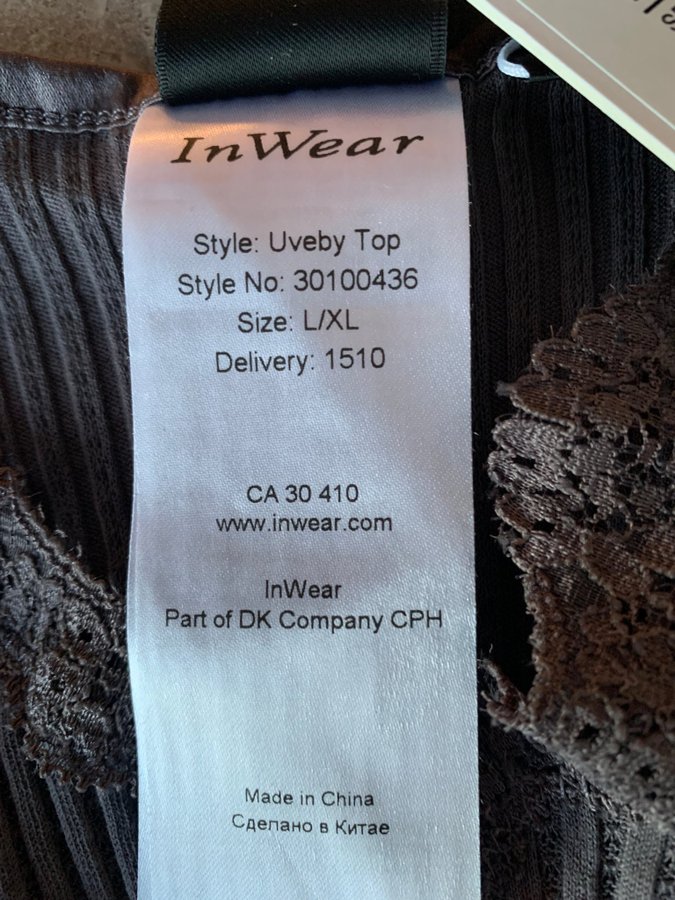 InWear
Style: Uveby Top
Style No: 30100436
Size: L/XL
Delivery: 1510
CA 30 410
www.inwear.com
InWear
Part of DK Company CPH
Made in China
Сделано в Китае